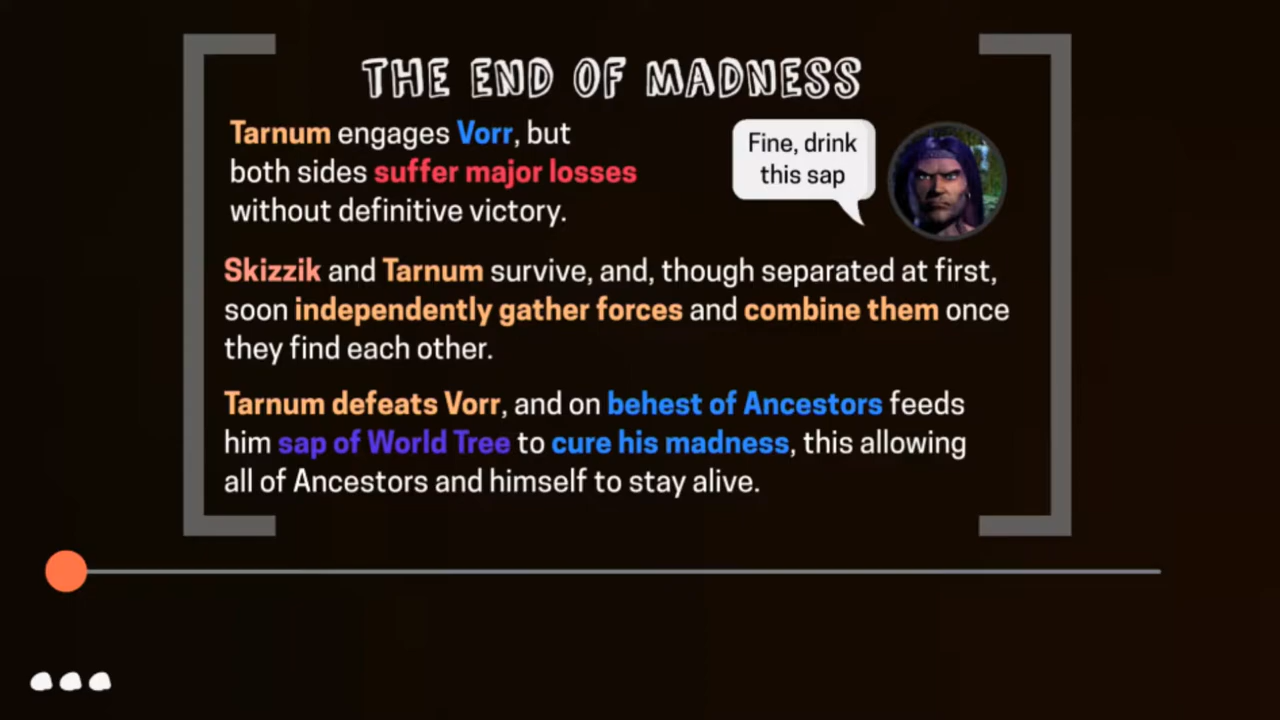 THE END OF MADNESS
Tarnum engages Vorr, but
both sides suffer major losses
without definitive victory.
Fine, drink
this sap
Skizzik and Tarnum survive, and, though separated at first,
soon independently gather forces and combine them once
they find each other.
Tarnum defeats Vorr, and on behest of Ancestors feeds
him sap of World Tree to cure his madness, this allowing
all of Ancestors and himself to stay alive.